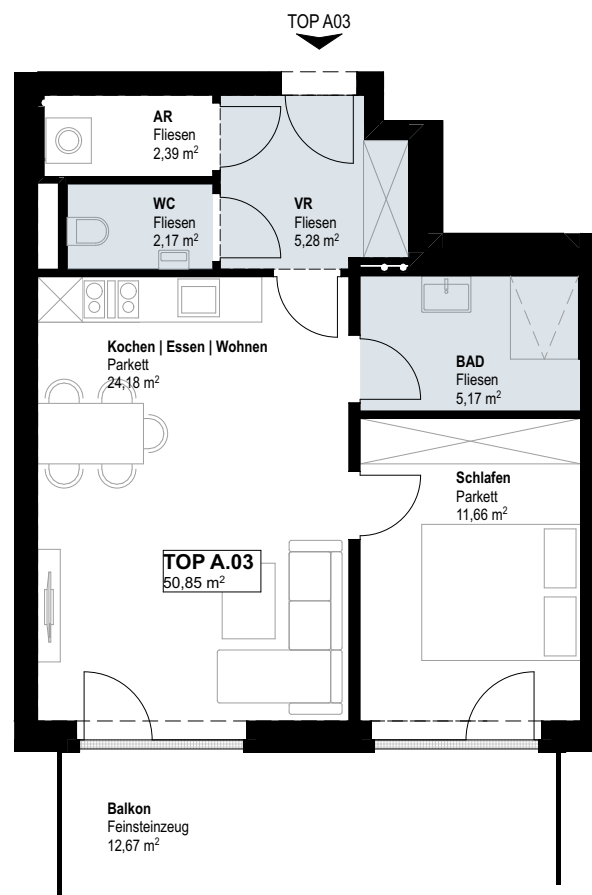 TOP A03
AR
Fliesen
2,39 m²
WC
Fliesen
2,17 m²
VR
Fliesen
5,28 m²
Kochen | Essen | Wohnen
Parkett
24,18 m²
BAD
Fliesen
5,17 m²
Schlafen
Parkett
11,66 m²
TOP A.03
50,85 m²
Balkon
Feinsteinzeug
12,67 m²